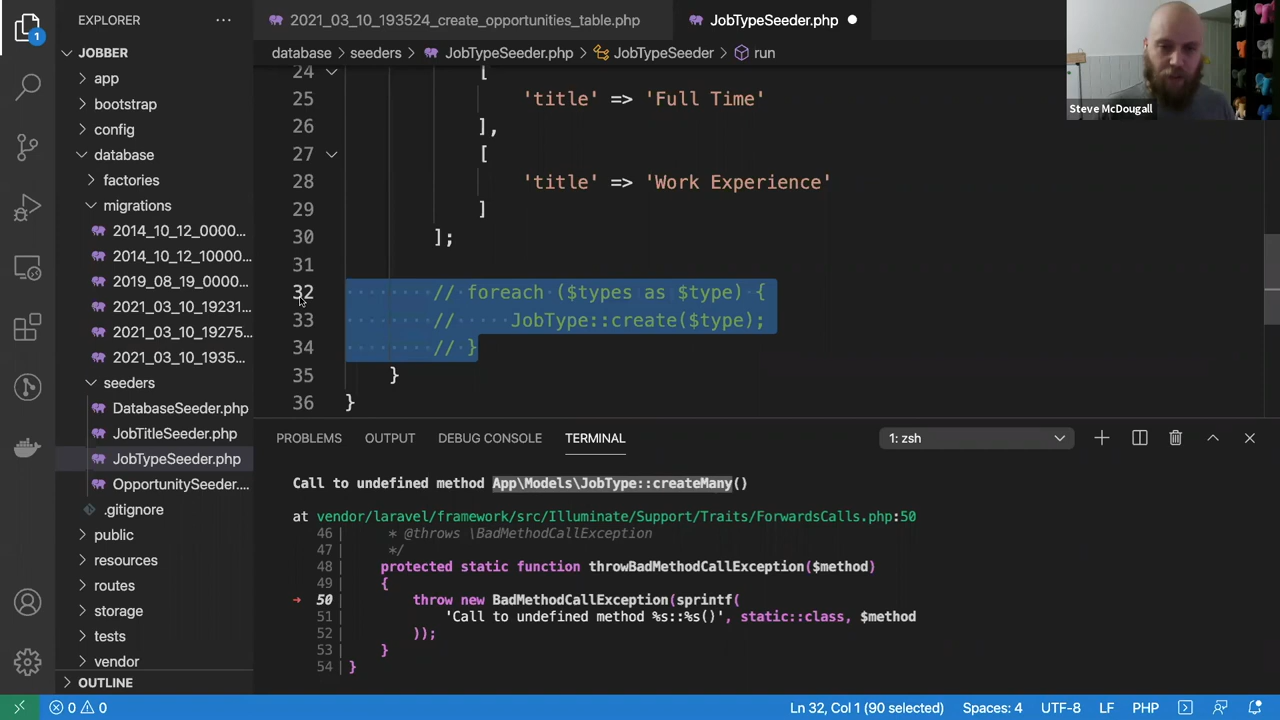 EXPLORER
JOBBER
app
bootstrap
config
database
factories
migrations
2014_10_12_0000...
2014_10_12_10000...
2019_08_19_0000...
2021_03_10_19231...
2021_03_10_19275...
2021_03_10_1935...
seeders
DatabaseSeeder.php
JobTitleSeeder.php
JobTypeSeeder.php
OpportunitySeeder....
.gitignore
public
resources
routes
storage
tests
vendor
OUTLINE
1
2021_03_10_193524_create_opportunities_table.php
JobTypeSeeder.php
database > seeders > JobTypeSeeder.php > JobTypeSeeder > run
24 [
25 'title' => 'Full Time'
26 ],
27 [
28 'title' => 'Work Experience'
29 ]
30 ];
31
32 // foreach ($types as $type) {
33 //     JobType::create($type);
34 // }
35 }
36 }
Steve McDougall
PROBLEMS OUTPUT DEBUG CONSOLE TERMINAL 1: zsh
Call to undefined method App\Models\JobType::createMany()
at vendor/laravel/framework/src/Illuminate/Support/Traits/ForwardsCalls.php:50
46| * @throws \BadMethodCallException
47| */
48| protected static function throwBadMethodCallException($method)
49| {
50| throw new BadMethodCallException(sprintf(
51| 'Call to undefined method %s::%s()', static::class, $method
52| ));
53| }
54| }
0 0 Ln 32, Col 1 (90 selected) Spaces: 4 UTF-8 LF PHP